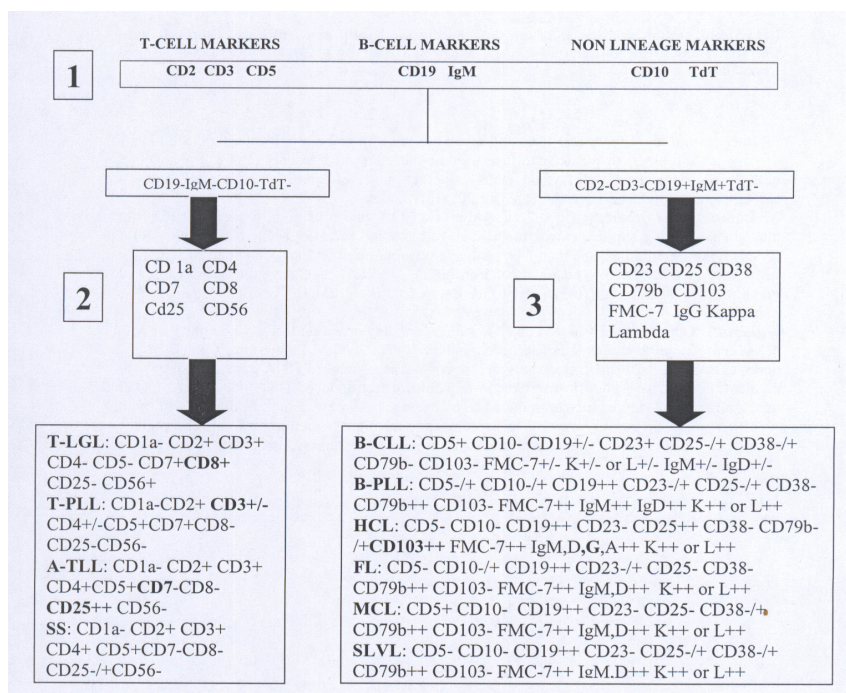 T-CELL MARKERS B-CELL MARKERS NON LINEAGE MARKERS
1 CD2 CD3 CD5 CD19 IgM CD10 TdT
CD19-IgM-CD10-TdT-
CD2-CD3-CD19+IgM+TdT-
2
CD 1a CD4
CD7 CD8
Cd25 CD56
3
CD23 CD25 CD38
CD79b CD103
FMC-7 IgG Kappa
Lambda
T-LGL: CD1a- CD2+ CD3+
CD4- CD5- CD7+CD8+
CD25- CD56+
T-PLL: CD1a-CD2+ CD3+/-
CD4+/-CD5+CD7+CD8-
CD25-CD56-
A-TLL: CD1a- CD2+ CD3+
CD4+CD5+CD7-CD8-
CD25++ CD56-
SS: CD1a- CD2+ CD3+
CD4+ CD5+CD7-CD8-
CD25-/+CD56-
B-CLL: CD5+ CD10- CD19+/- CD23+ CD25-/+ CD38-/+
CD79b- CD103- FMC-7+/- K+/- or L+/- IgM+/- IgD+/-
B-PLL: CD5-/+ CD10-/+ CD19++ CD23-/+ CD25-/+ CD38-
CD79b++ CD103- FMC-7++ IgM++ IgD++ K++ or L++
HCL: CD5- CD10- CD19++ CD23- CD25++ CD38- CD79b-
/+CD103++ FMC-7++ IgM,D,G,A++ K++ or L++
FL: CD5- CD10-/+ CD19++ CD23-/+ CD25- CD38-
CD79b++ CD103- FMC-7++ IgM,D++ K++ or L++
MCL: CD5+ CD10- CD19++ CD23- CD25- CD38-/+
CD79b++ CD103- FMC-7++ IgM,D++ K++ or L++
SLVL: CD5- CD10- CD19++ CD23- CD25-/+ CD38-/+
CD79b++ CD103- FMC-7++ IgM.D++ K++ or L++